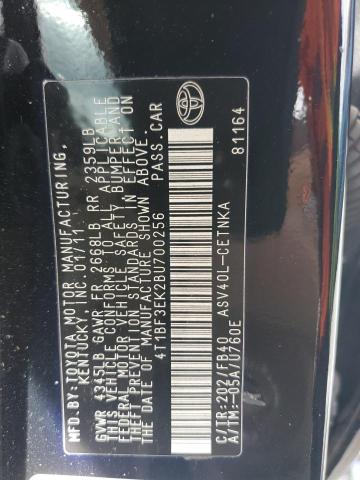 MFD.BY:TOYOTA MOTOR MANUFACTURING,
KENTUCKY, INC. 01/11
GVWR 4345LB GAWR FR 2668LB RR 2359LB
THIS VEHICLE CONFORMS TO ALL APPLICABLE
FEDERAL MOTOR VEHICLE SAFETY, BUMPER, AND
THEFT PREVENTION STANDARDS IN EFFECT ON
THE DATE OF MANUFACTURE SHOWN ABOVE.
4T1BF3EK2BU700256 PASS.CAR
C/TR:202/FB40 ASV40L-CETNKA
A/TM:-05A/U760E 81164
TOYOTA